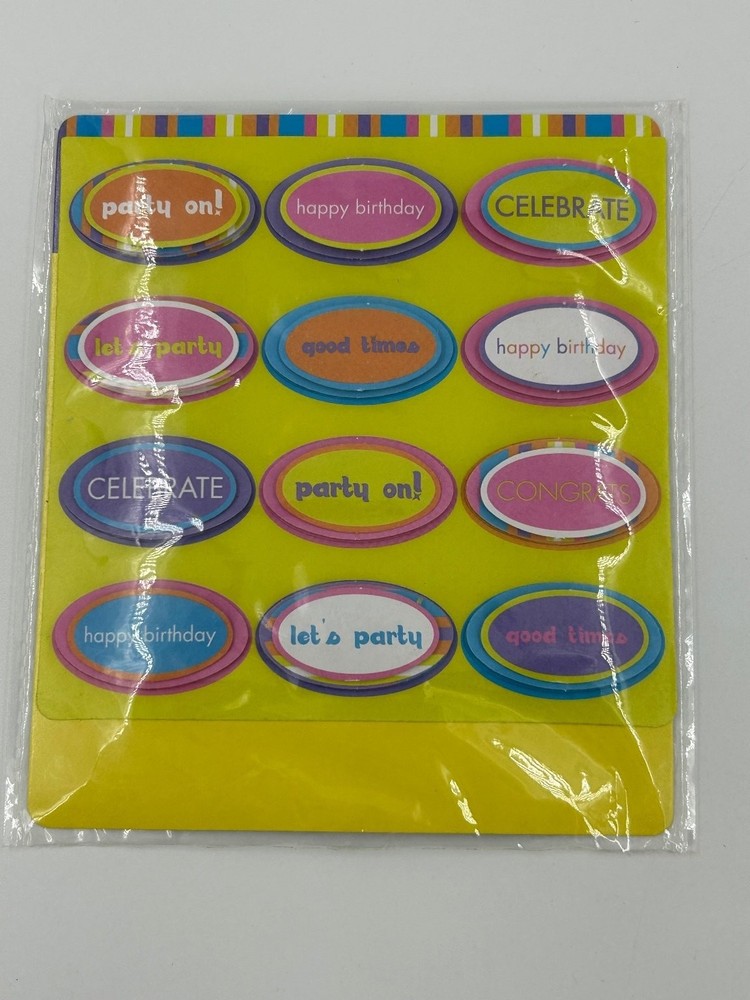 party on!
happy birthday
CELEBRATE
let's party
good times
happy birthday
CELEBRATE
party on!
CONGRATS
happy birthday
let's party
good times